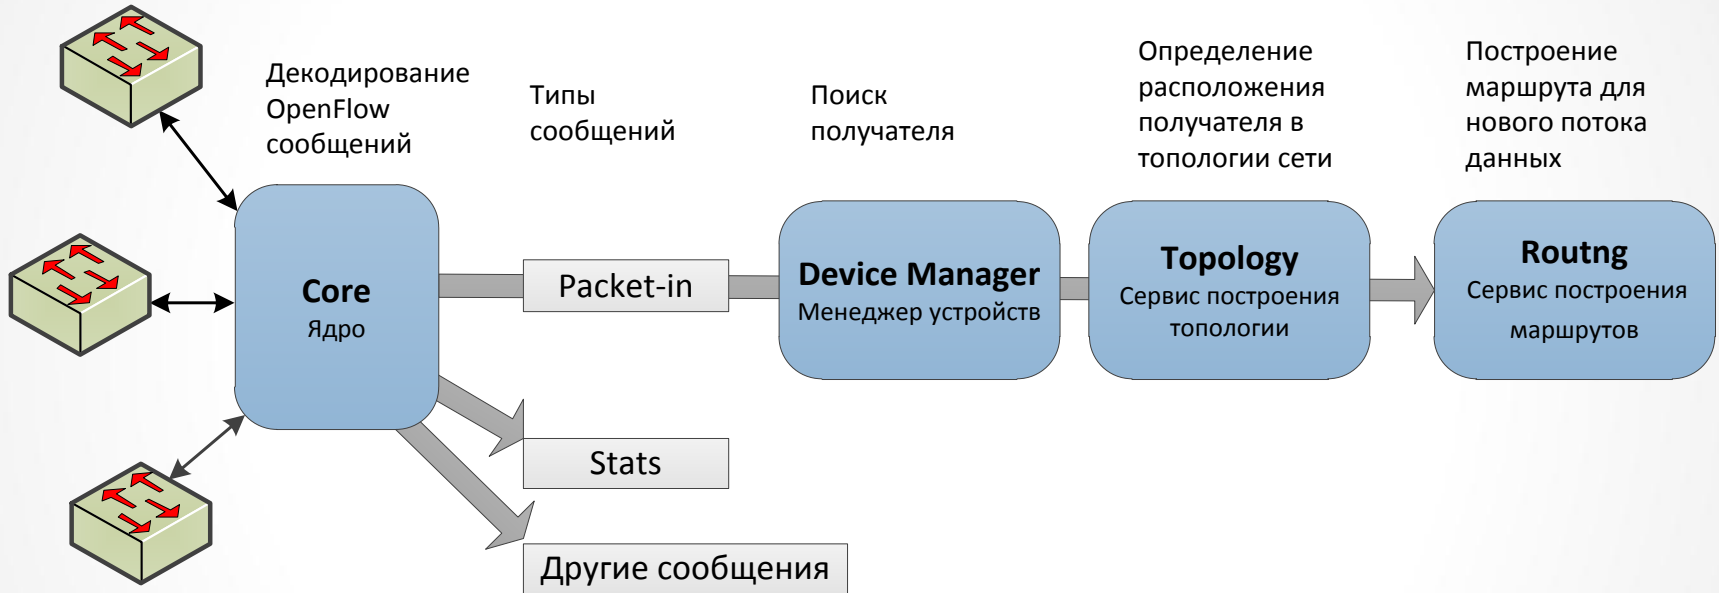 Декодирование
OpenFlow
сообщений
Типы
сообщений
Поиск
получателя
Определение
расположения
получателя в
топологии сети
Построение
маршрута для
нового потока
данных
Core
Ядро
Packet-in
Device Manager
Менеджер устройств
Topology
Сервис построения
топологии
Routng
Сервис построения
маршрутов
Stats
Другие сообщения